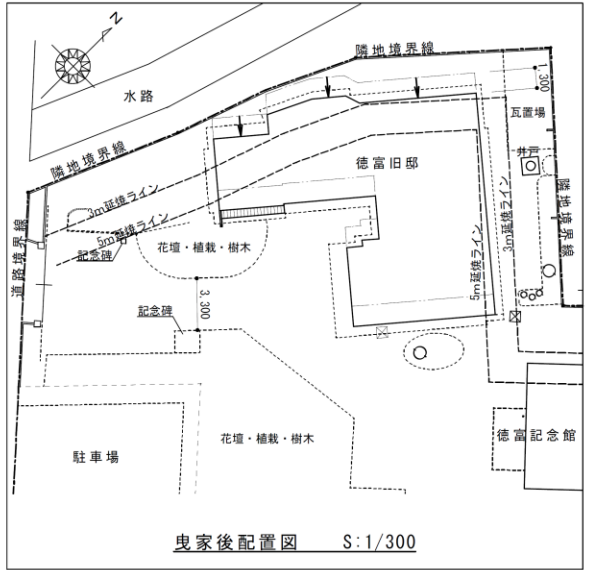 N
隣地境界線
水路
1,300
瓦置場
隣地境界線
井戸
徳富旧邸
隣地境界線
3m延焼ライン
3m延焼ライン
5m延焼ライン
道路境界線
花壇・植栽・樹木
記念碑
5m延焼ライン
3,300
記念碑
花壇・植栽・樹木
徳富記念館
駐車場
曳家後配置図 S:1/300